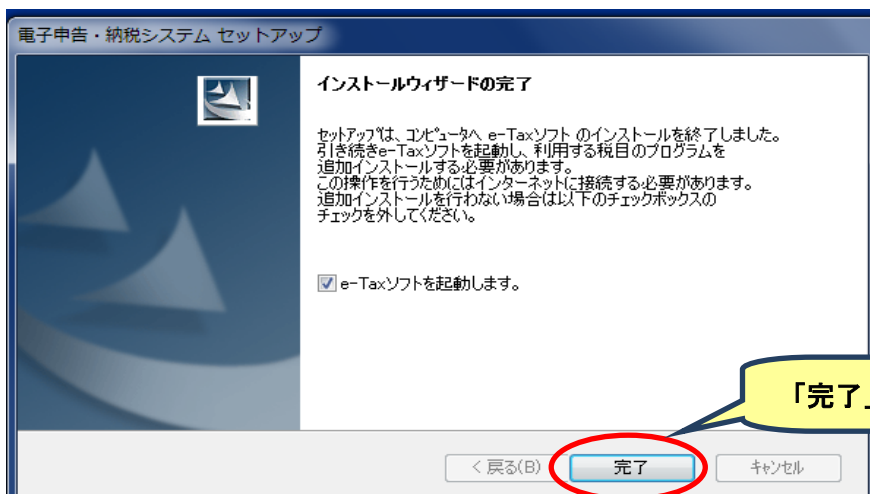 電子申告・納税システム セットアップ
インストールウィザードの完了
セットアップは、コンピュータへ e-Taxソフト のインストールを終了しました。
引き続きe-Taxソフトを起動し、利用する税目のプログラムを
追加インストールする必要があります。
この操作を行うためにはインターネットに接続する必要があります。
追加インストールを行わない場合は以下のチェックボックスの
チェックを外してください。
e-Taxソフトを起動します。
「完了」
< 戻る(B)
完了
キャンセル